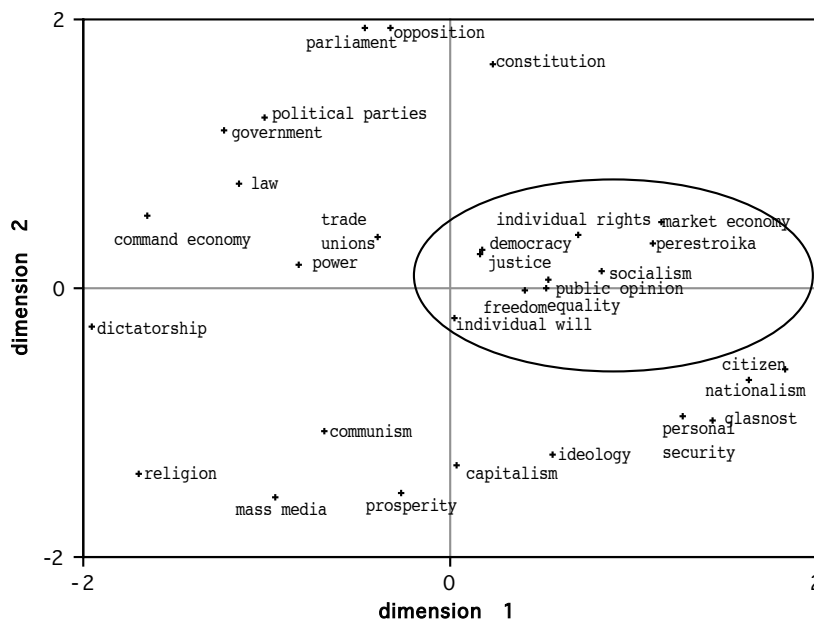 2
parliament
opposition
constitution
political parties
government
law
command economy
trade
unions
power
individual rights
market economy
democracy
perestroika
justice
socialism
public opinion
freedom
equality
individual will
dimension 2
0
dictatorship
citizen
nationalism
glasnost
personal
security
communism
ideology
capitalism
religion
mass media
prosperity
-2
-2
0
2
dimension 1